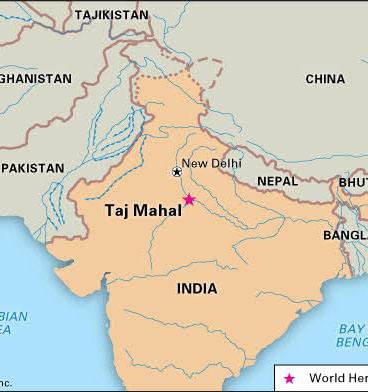 TAJIKISTAN
GHANISTAN
CHINA
PAKISTAN
New Delhi
NEPAL
BHUT
Taj Mahal
BANGL
INDIA
BIAN
EA
BAY
BENG
World Her
nc.